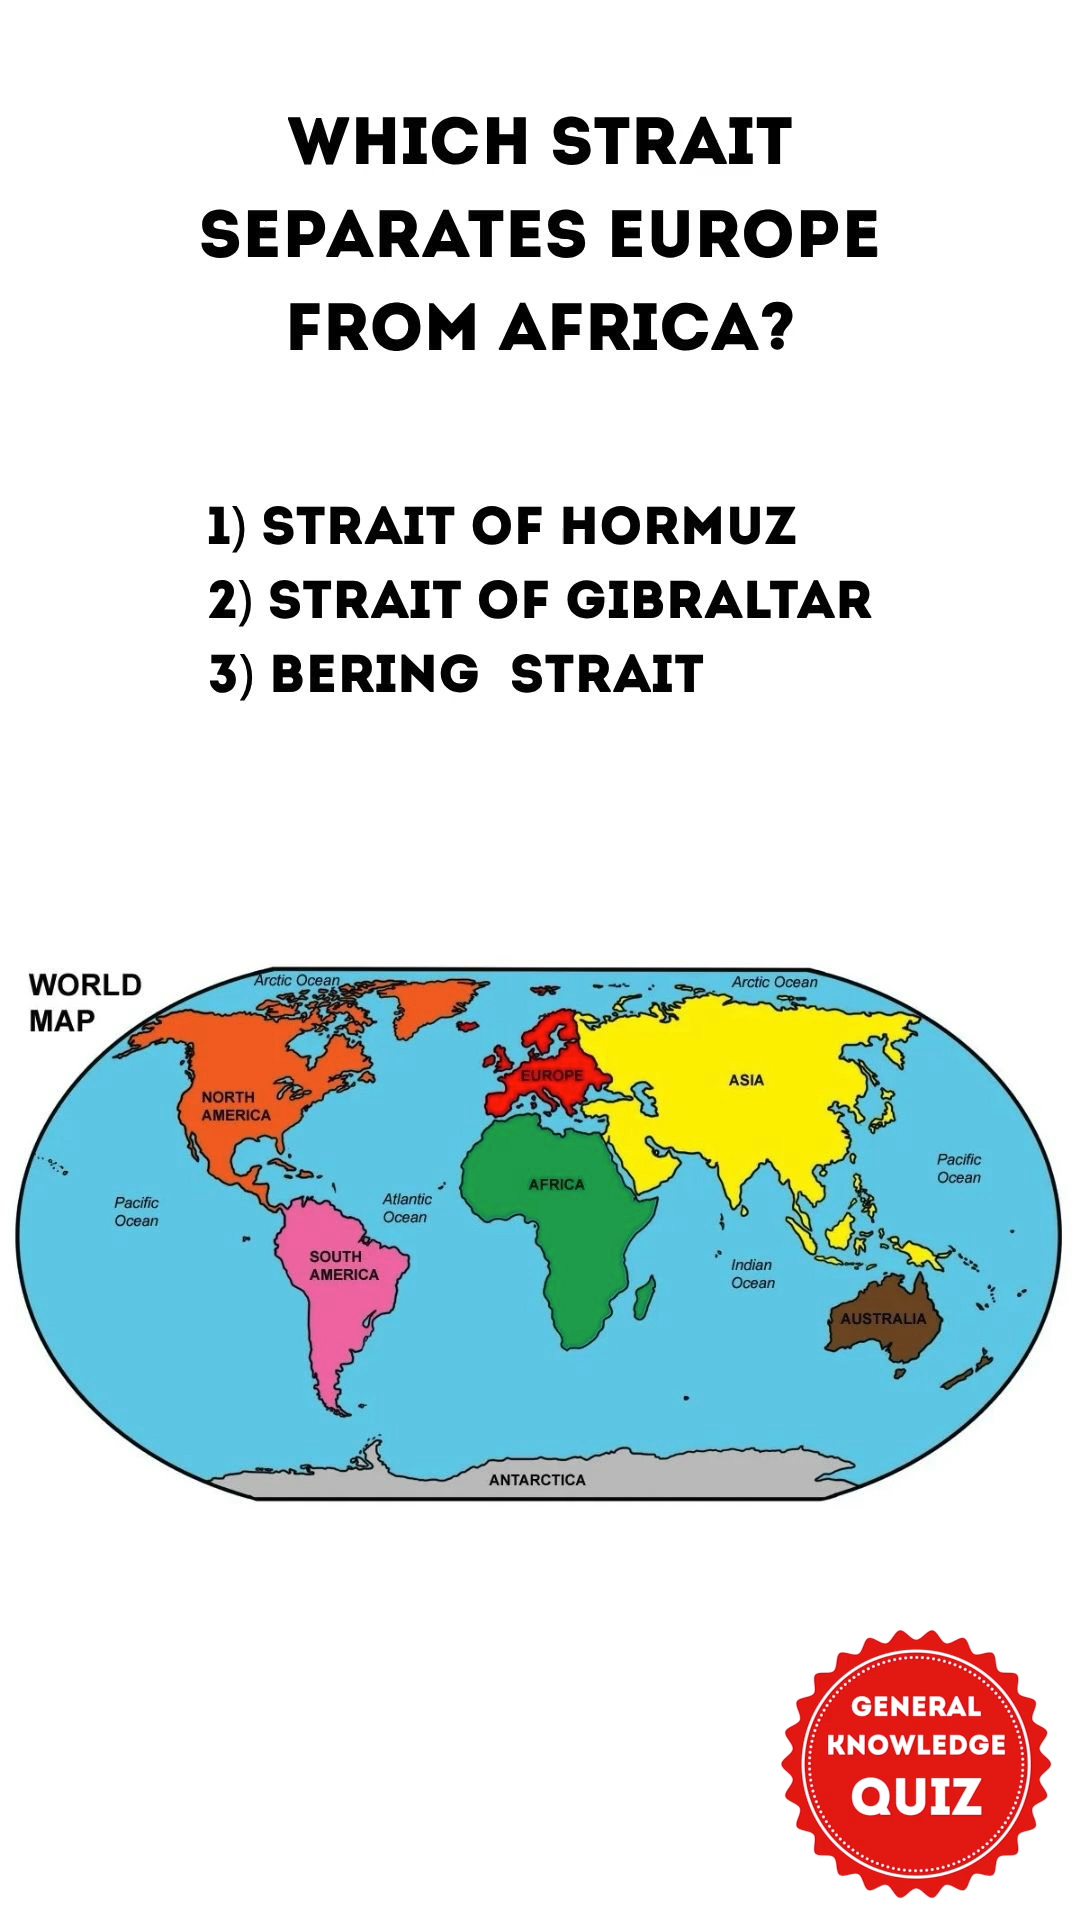 WHICH STRAIT
SEPARATES EUROPE
FROM AFRICA?
1) STRAIT OF HORMUZ
2) STRAIT OF GIBRALTAR
3) BERING STRAIT
WORLD
MAP
Arctic Ocean
Arctic Ocean
NORTH
AMERICA
EUROPE
ASIA
Pacific
Ocean
Atlantic
Ocean
AFRICA
Pacific
Ocean
SOUTH
AMERICA
Indian
Ocean
AUSTRALIA
ANTARCTICA
GENERAL
KNOWLEDGE
QUIZ